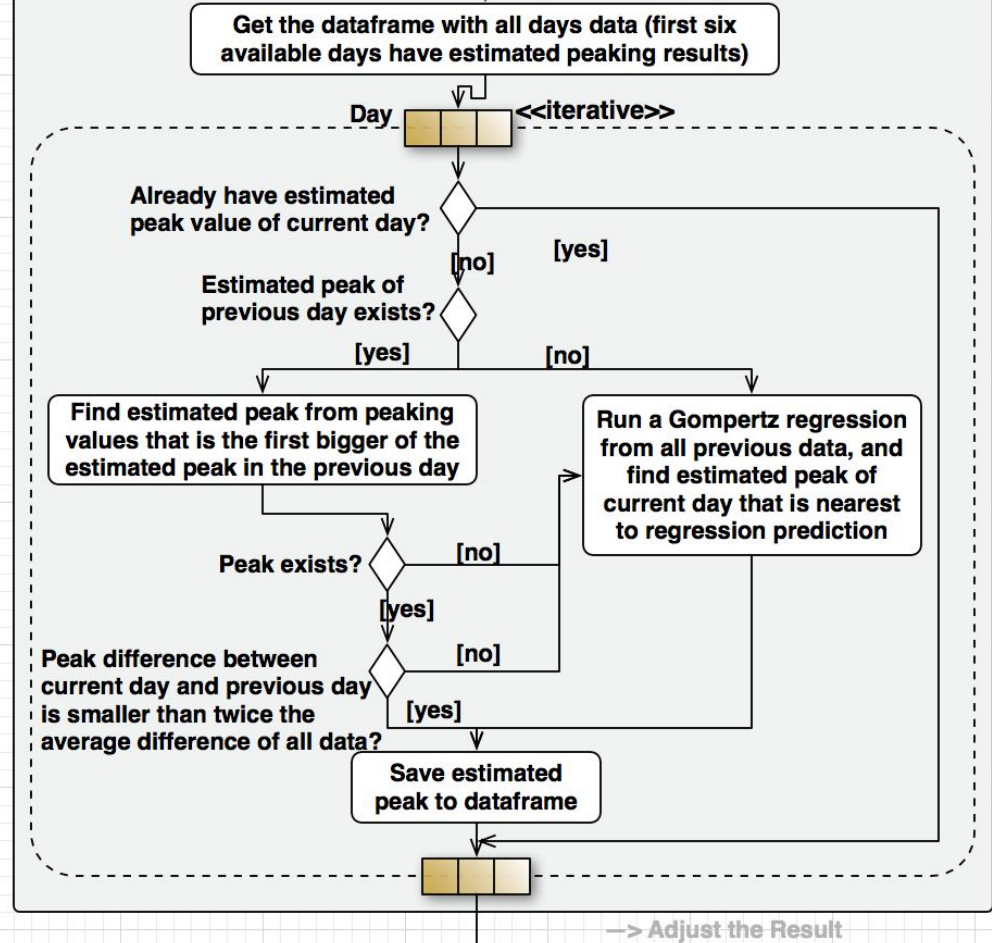 Get the dataframe with all days data (first six
available days have estimated peaking results)
Day
<<iterative>>
Already have estimated
peak value of current day?
[yes]
[no]
Estimated peak of
previous day exists?
[yes]
[no]
Find estimated peak from peaking
values that is the first bigger of the
estimated peak in the previous day
Run a Gompertz regression
from all previous data, and
find estimated peak of
current day that is nearest
to regression prediction
Peak exists?
[no]
[yes]
Peak difference between
current day and previous day
is smaller than twice the
average difference of all data?
[no]
[yes]
Save estimated
peak to dataframe
—> Adjust the Result